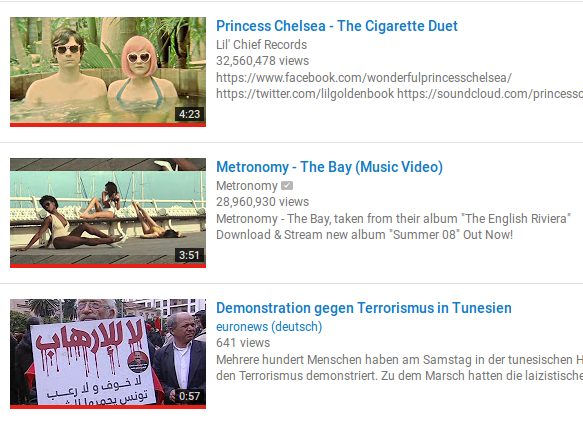 Princess Chelsea - The Cigarette Duet
Lil' Chief Records
32,560,478 views
https://www.facebook.com/wonderfulprincesschelsea/
https://twitter.com/lilgoldenbook https://soundcloud.com/princessc
4:23
Metronomy - The Bay (Music Video)
Metronomy
28,960,930 views
Metronomy - The Bay, taken from their album "The English Riviera"
Download & Stream new album "Summer 08" Out Now!
3:51
Demonstration gegen Terrorismus in Tunesien
euronews (deutsch)
641 views
Mehrere hundert Menschen haben am Samstag in der tunesischen H
den Terrorismus demonstriert. Zu dem Marsch hatten die laizistische
لا للإرهاب
لا خوف و لا رعب
تونس يحميها الشعب
0:57